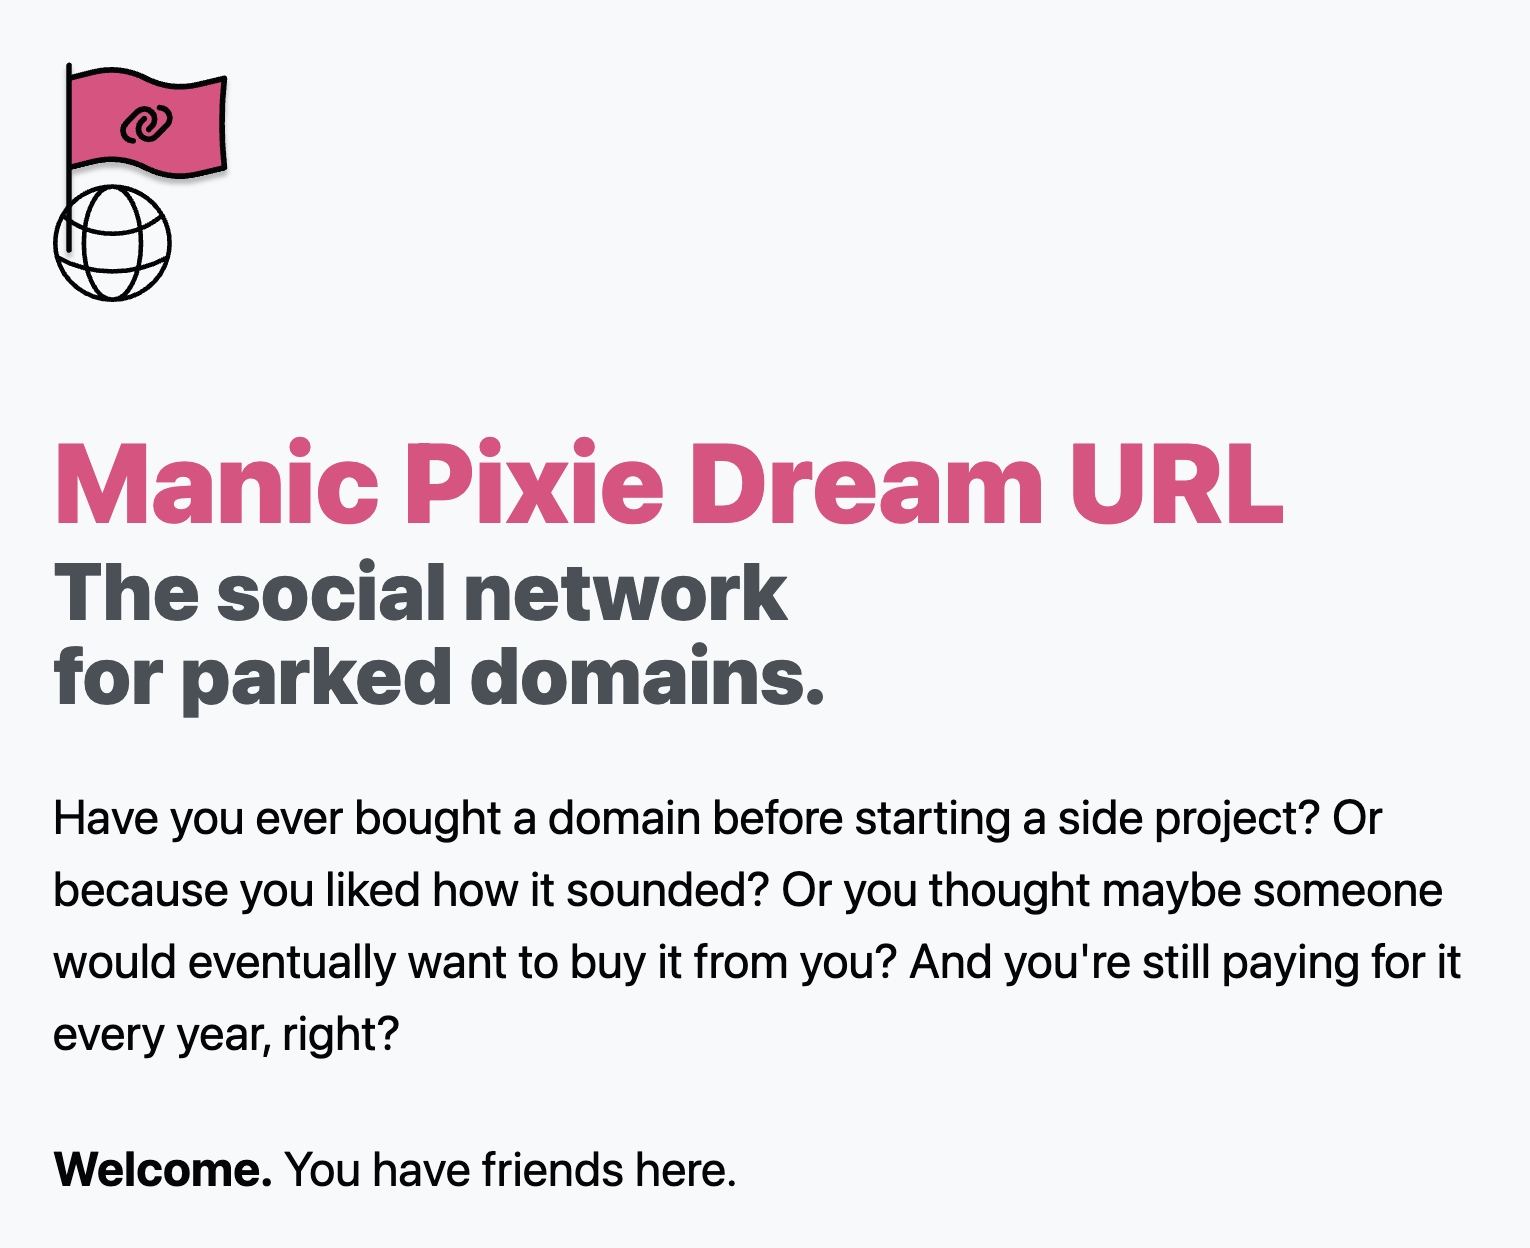 Manic Pixie Dream URL
The social network
for parked domains.
Have you ever bought a domain before starting a side project? Or
because you liked how it sounded? Or you thought maybe someone
would eventually want to buy it from you? And you're still paying for it
every year, right?
Welcome. You have friends here.